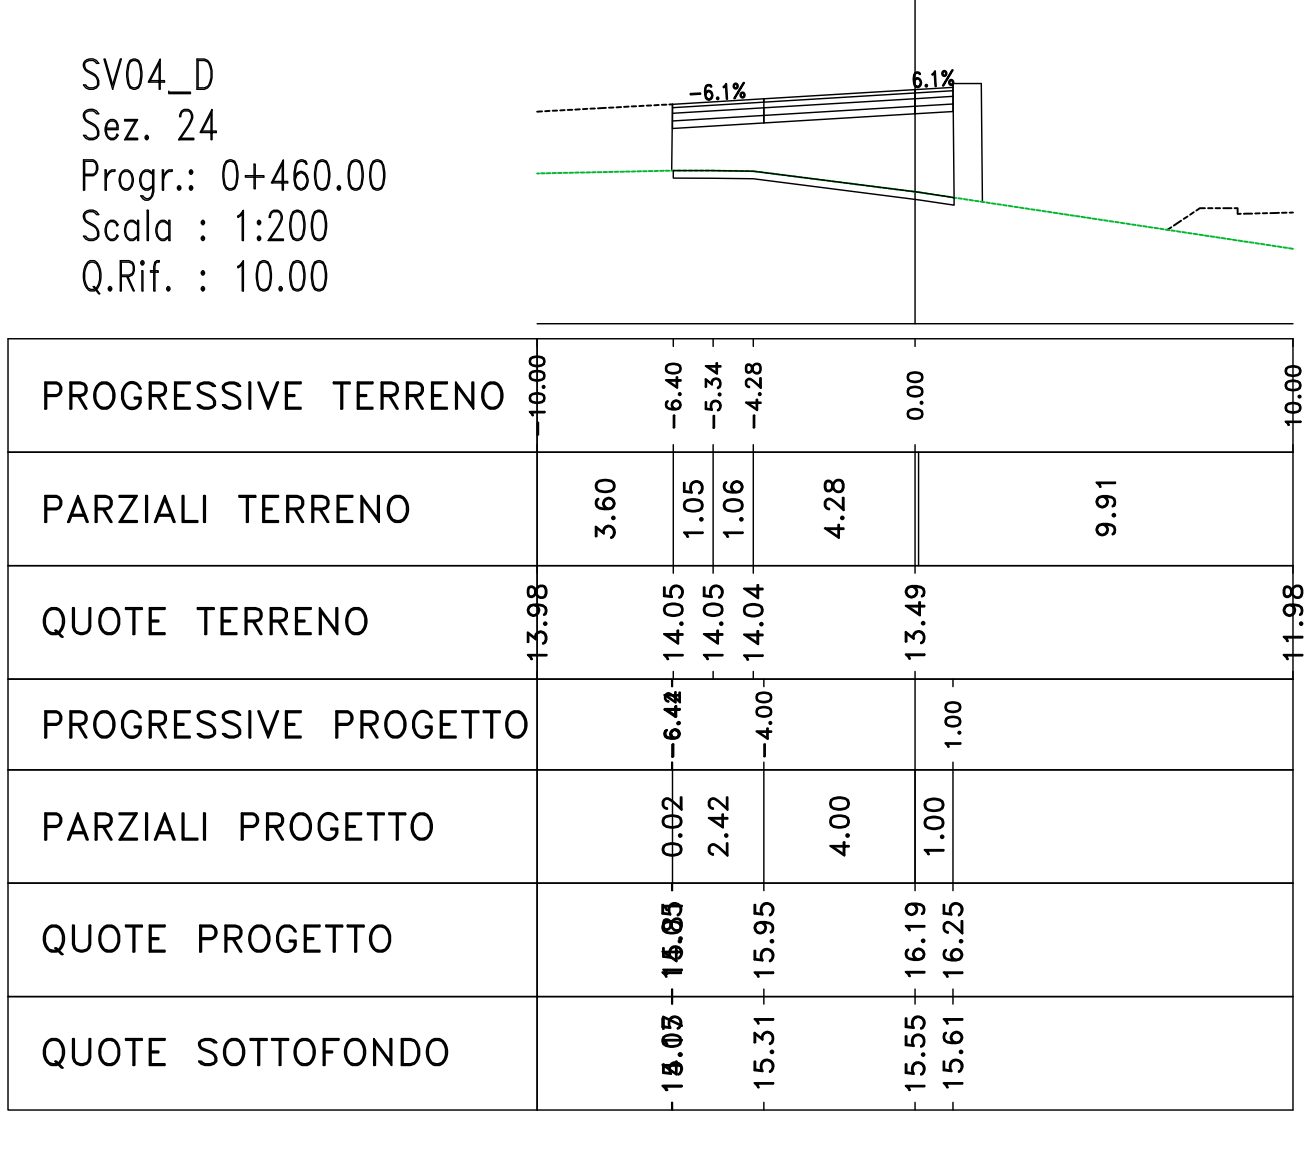 SV04_D
Sez. 24
Progr.: 0+460.00
Scala : 1:200
Q.Rif. : 10.00
-6.1% 6.1%
PROGRESSIVE TERRENO -10.00 -6.40 -5.34 -4.28 0.00 10.00
PARZIALI TERRENO 3.60 1.05 1.06 4.28 9.91
QUOTE TERRENO 13.98 14.05 14.05 14.04 13.49 11.98
PROGRESSIVE PROGETTO -4.00 1.00
PARZIALI PROGETTO 0.02 2.42 4.00 1.00
QUOTE PROGETTO 15.95 16.19 16.25
QUOTE SOTTOFONDO 15.31 15.55 15.61